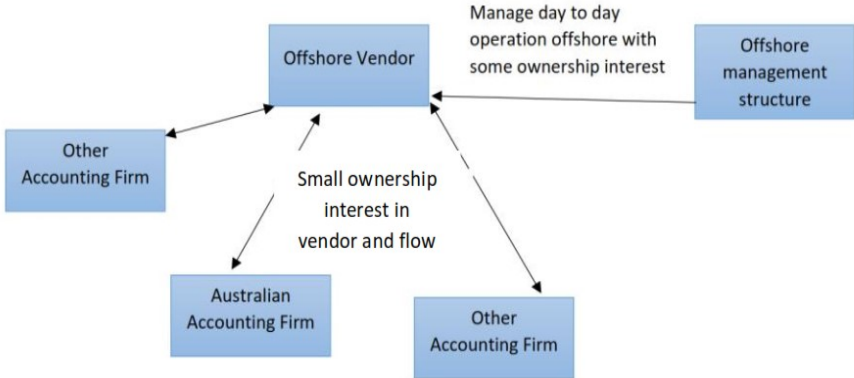 Manage day to day
operation offshore with
some ownership interest
Offshore Vendor
Offshore
management
structure
Other
Accounting Firm
Small ownership
interest in
vendor and flow
Australian
Accounting Firm
Other
Accounting Firm